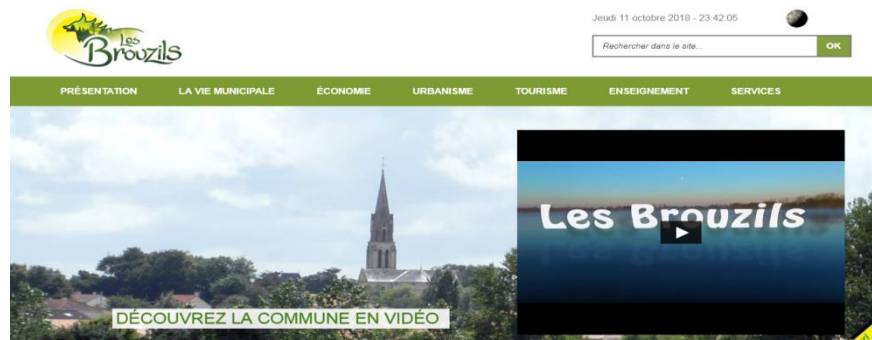 Les
Brouzils
Jeudi 11 octobre 2018 - 23:42:05
Rechercher dans le site...
OK
PRÉSENTATION
LA VIE MUNICIPALE
ÉCONOMIE
URBANISME
TOURISME
ENSEIGNEMENT
SERVICES
Les Brouzils
DÉCOUVREZ LA COMMUNE EN VIDÉO